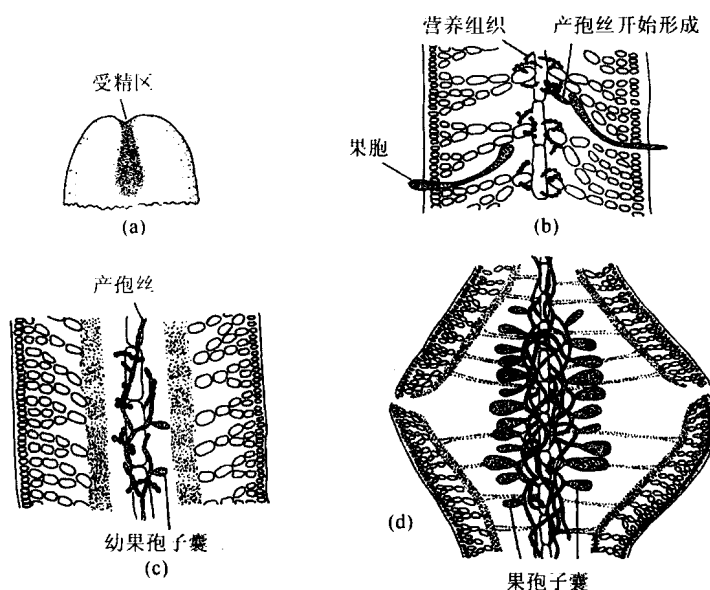 受精区
(a)
营养组织 产孢丝开始形成
果胞
(b)
产孢丝
幼果孢子囊
(c)
(d)
果孢子囊